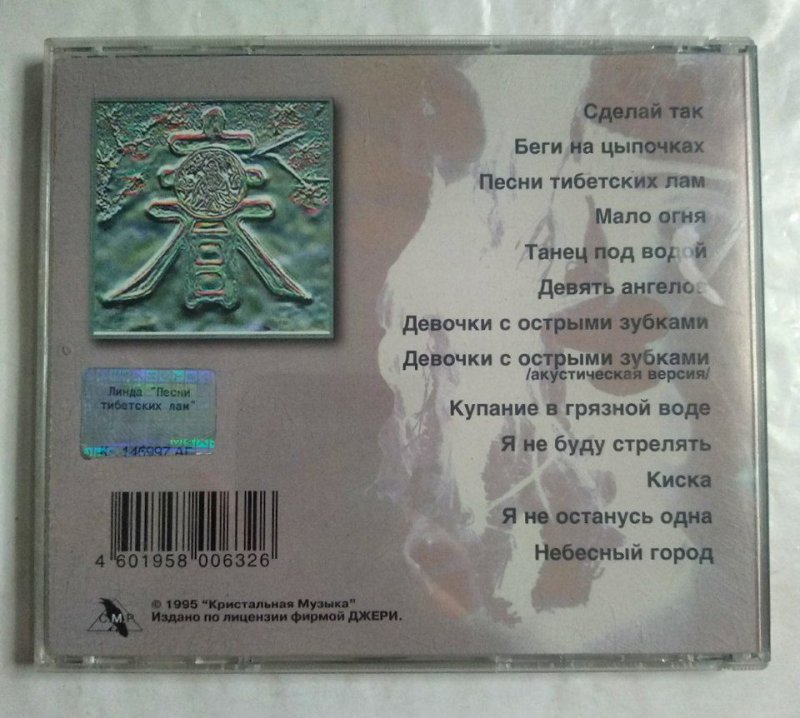 Сделай так
Беги на цыпочках
Песни тибетских лам
Мало огня
Танец под водой
Девять ангелов
Девочки с острыми зубками
Девочки с острыми зубками
/акустическая версия/
Купание в грязной воде
Я не буду стрелять
Киска
Я не останусь одна
Небесный город
Линда "Песни
тибетских лам"
146997 АГ
4 601958 006326
C.M.P.
© 1995 "Кристальная Музыка"
Издано по лицензии фирмой ДЖЕРИ.